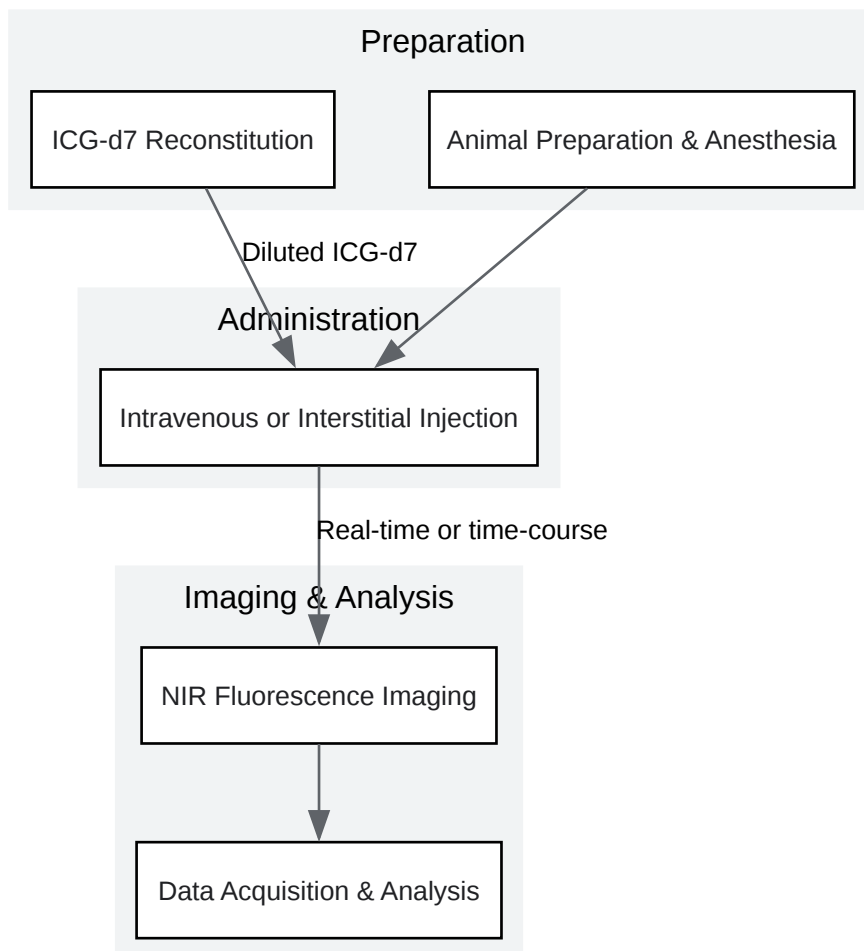 Preparation
ICG-d7 Reconstitution
Animal Preparation & Anesthesia
Diluted ICG-d7
Administration
Intravenous or Interstitial Injection
Real-time or time-course
Imaging & Analysis
NIR Fluorescence Imaging
Data Acquisition & Analysis